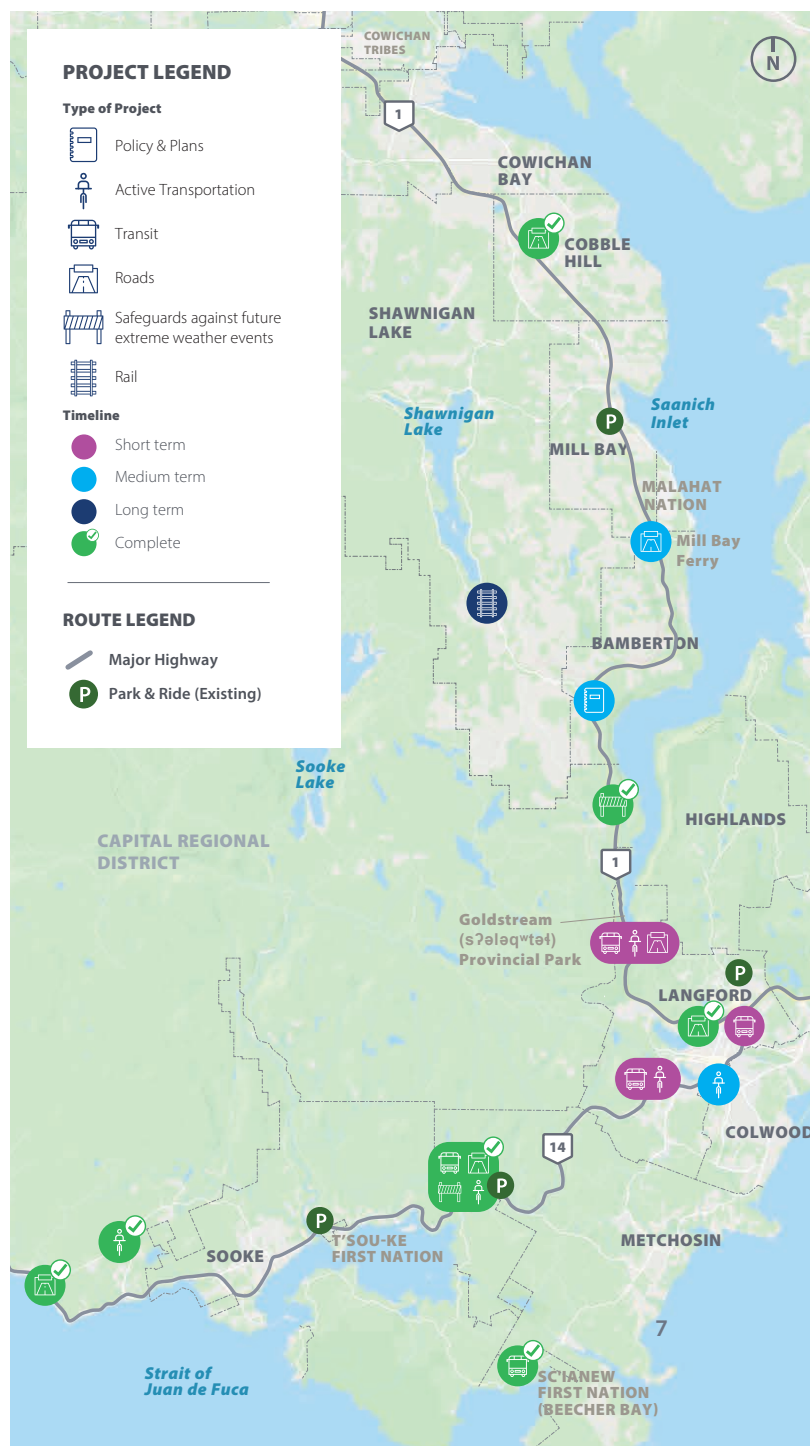 PROJECT LEGEND
Type of Project
Policy & Plans
Active Transportation
Transit
Roads
Safeguards against future
extreme weather events
Rail
Timeline
Short term
Medium term
Long term
Complete
ROUTE LEGEND
Major Highway
P
Park & Ride (Existing)
COWICHAN
TRIBES
N
1
COWICHAN
BAY
COBBLE
HILL
SHAWNIGAN
LAKE
Shawnigan
Lake
Saanich
Inlet
P
MILL BAY
MALAHAT
NATION
Mill Bay
Ferry
BAMBERTON
Sooke
Lake
HIGHLANDS
CAPITAL REGIONAL
DISTRICT
1
Goldstream
(sʔələqʷtəɬ)
Provincial Park
P
LANGFORD
COLWOOD
14
P
P
T'SOU-KE
FIRST NATION
SOOKE
METCHOSIN
7
Strait of
Juan de Fuca
SC'IANEW
FIRST NATION
(BEECHER BAY)